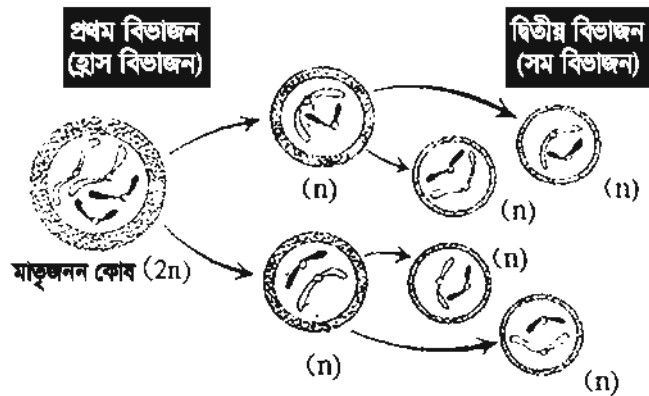 প্রথম বিভাজন
(হ্রাস বিভাজন)
দ্বিতীয় বিভাজন
(সম বিভাজন)
(n)
(n)
(n)
মাতৃজনন কোষ (2n)
(n)
(n)
(n)